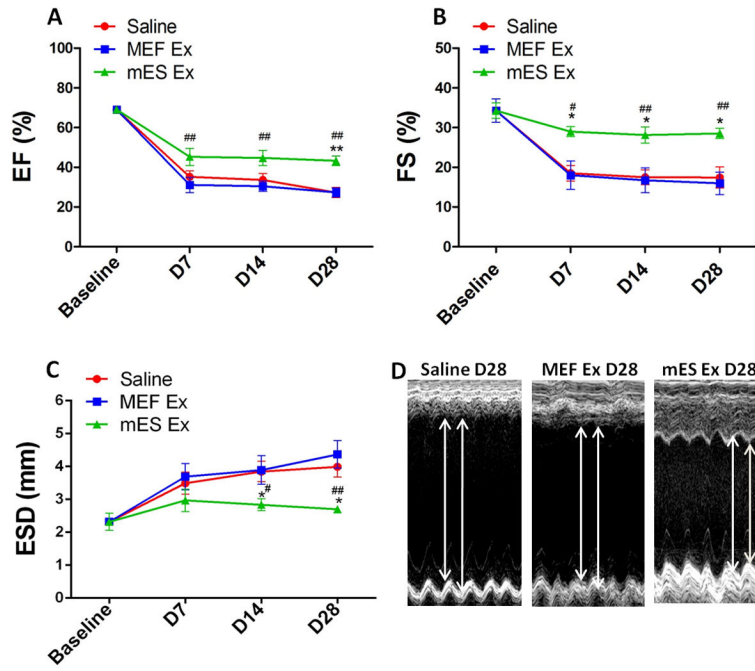 A
Saline
MEF Ex
mES Ex
EF (%)
100
80
60
40
20
0
##
##
##
**
Baseline
D7
D14
D28
B
Saline
MEF Ex
mES Ex
FS (%)
50
40
30
20
10
0
#
*
##
*
##
*
Baseline
D7
D14
D28
C
Saline
MEF Ex
mES Ex
ESD (mm)
6
5
4
3
2
1
0
*#
##
*
Baseline
D7
D14
D28
D
Saline D28
MEF Ex D28
mES Ex D28